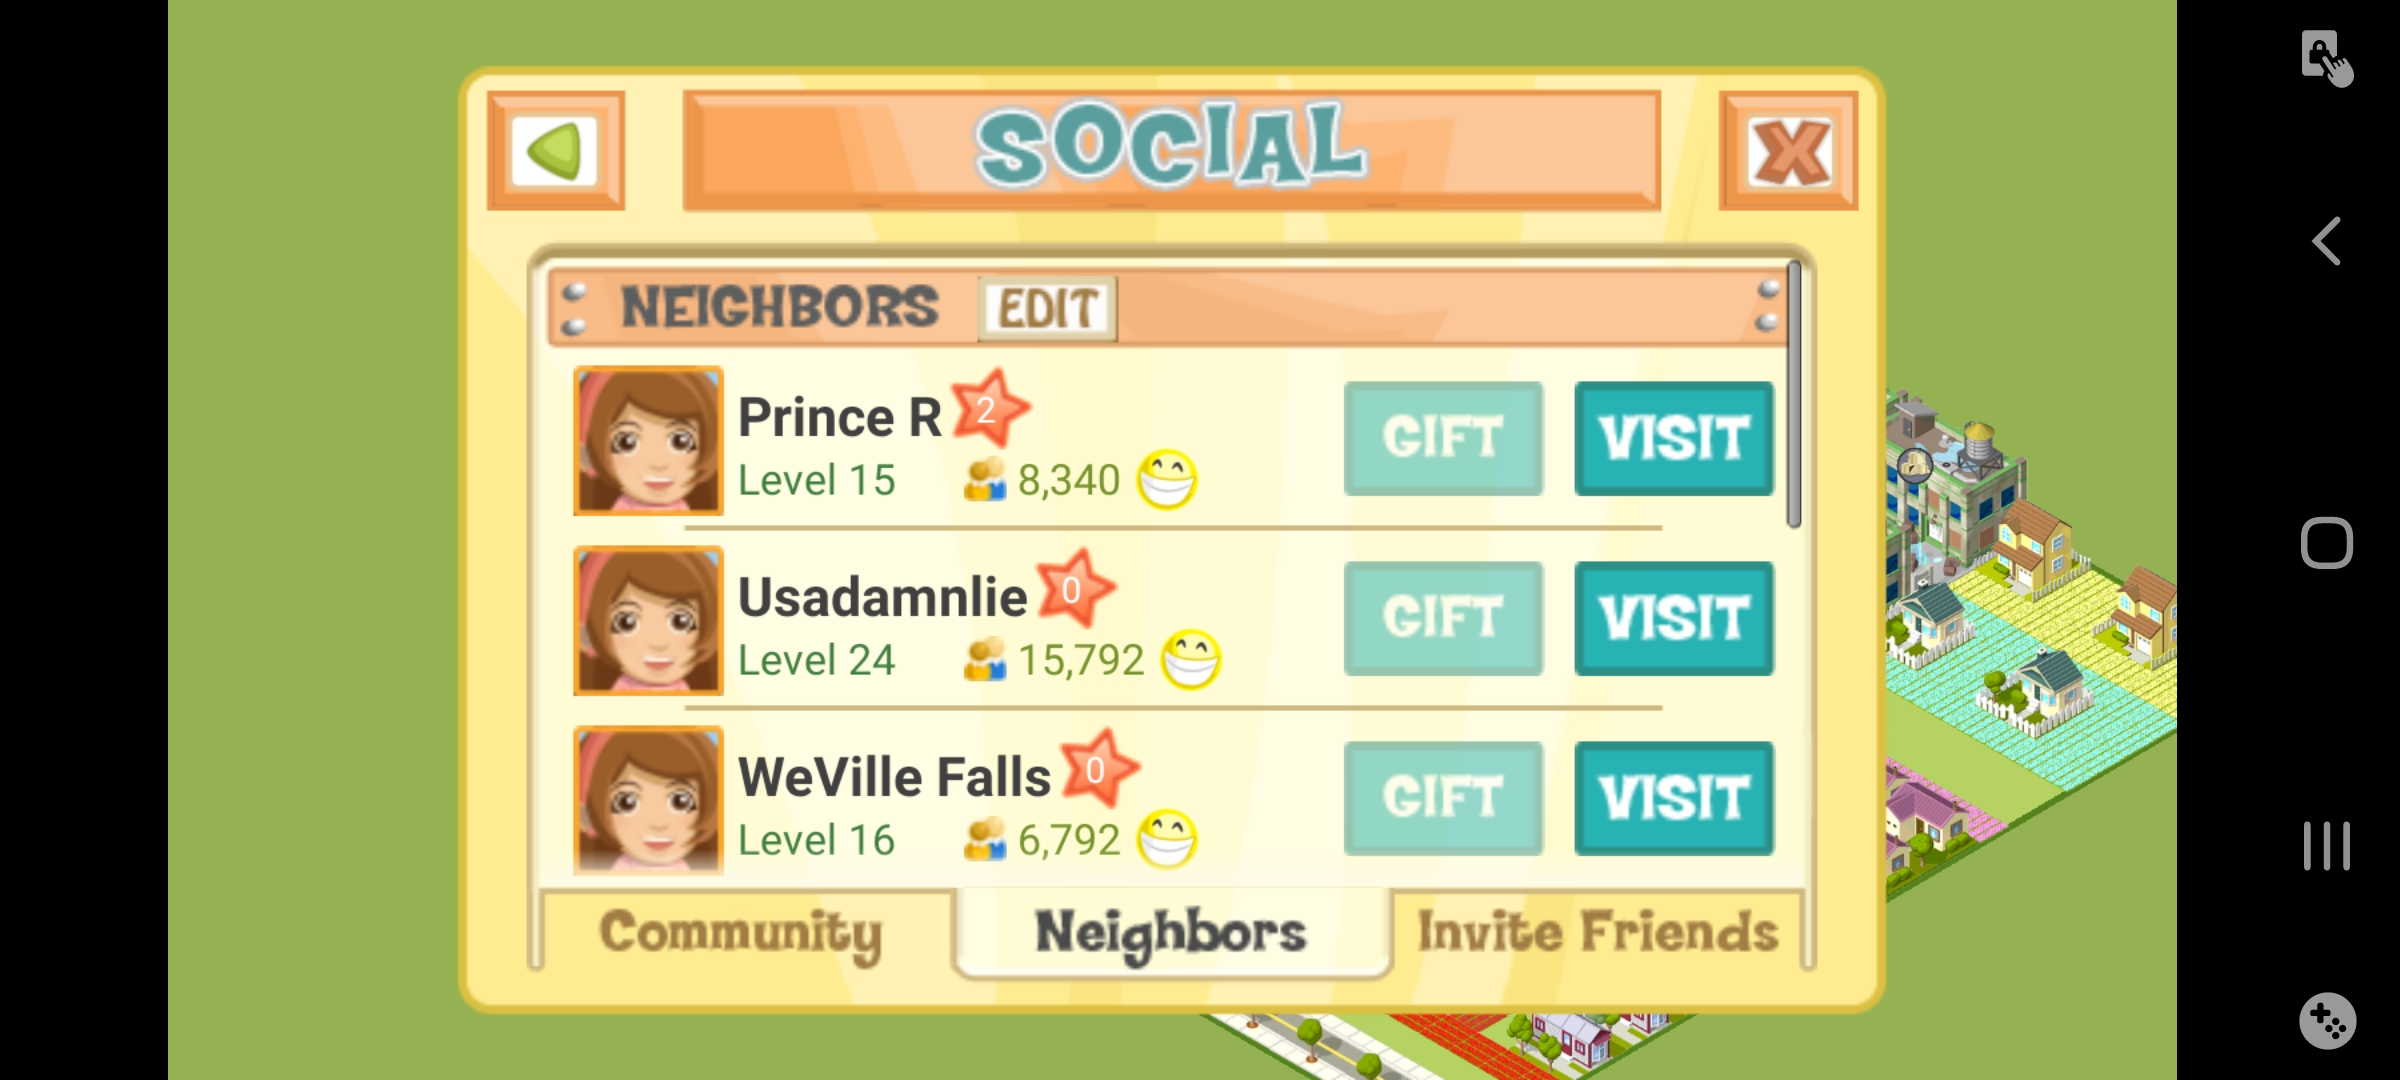 SOCIAL
NEIGHBORS EDIT
Prince R 2
Level 15 8,340
GIFT VISIT
Usadamnlie 0
Level 24 15,792
GIFT VISIT
WeVille Falls 0
Level 16 6,792
GIFT VISIT
Community Neighbors Invite Friends